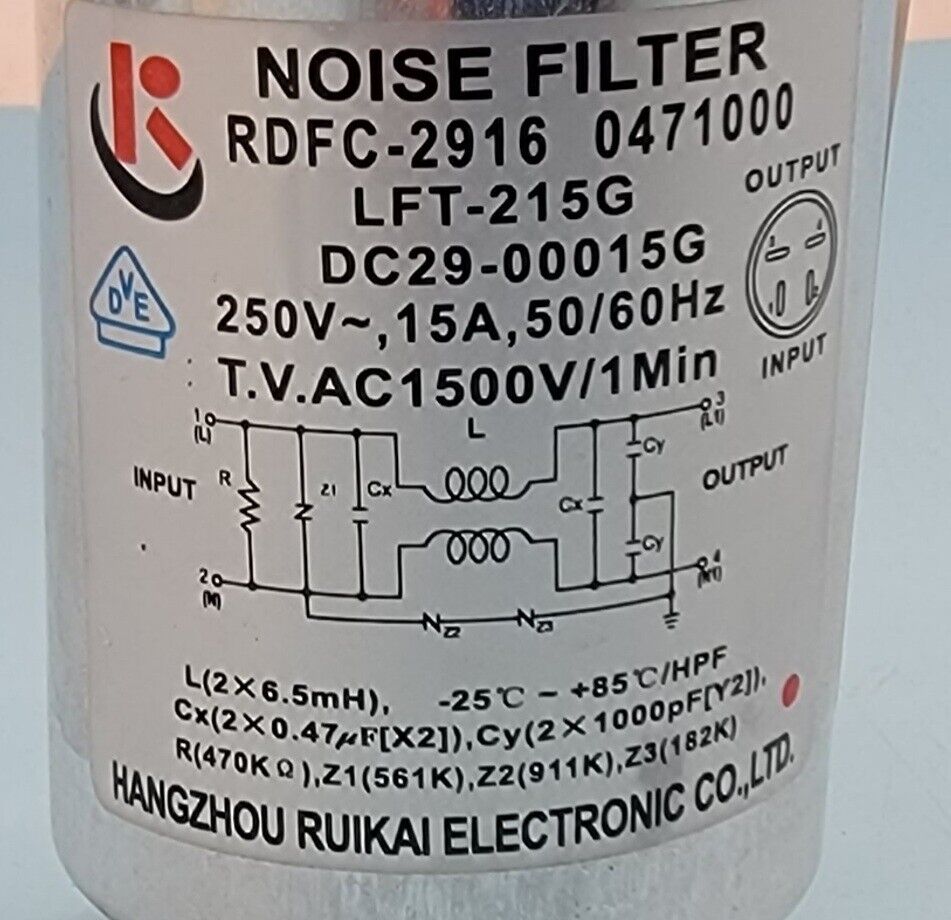 NOISE FILTER
RDFC-2916 0471000
LFT-215G
DC29-00015G
250V~,15A,50/60Hz
T.V.AC1500V/1Min
DVE
OUTPUT
INPUT
1
(L)
INPUT
R
Z1
Cx
L
Cx
Cy
Cy
3
(L1)
OUTPUT
2
(N)
4
(N1)
Z2
Z3
L(2×6.5mH), -25℃ ~ +85℃/HPF
Cx(2×0.47μF[X2]),Cy(2×1000pF[Y2]),
R(470KΩ),Z1(561K),Z2(911K),Z3(182K)
HANGZHOU RUIKAI ELECTRONIC CO.,LTD.